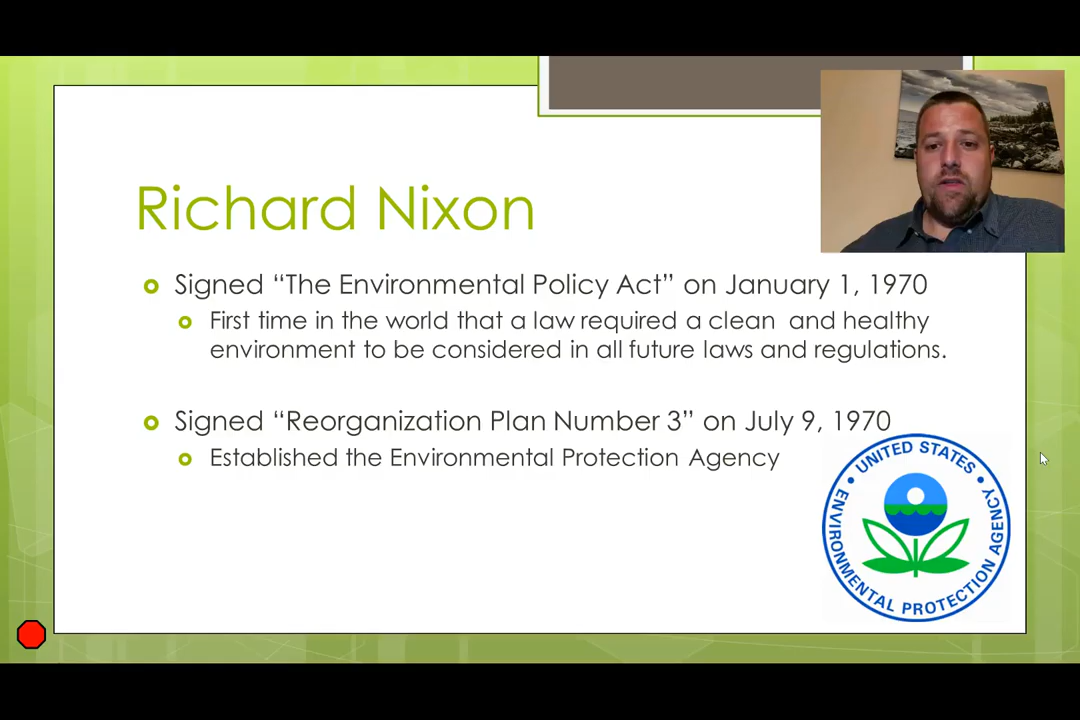 Richard Nixon
Signed “The Environmental Policy Act” on January 1, 1970
First time in the world that a law required a clean and healthy
environment to be considered in all future laws and regulations.
Signed “Reorganization Plan Number 3” on July 9, 1970
Established the Environmental Protection Agency
UNITED STATES
ENVIRONMENTAL PROTECTION AGENCY